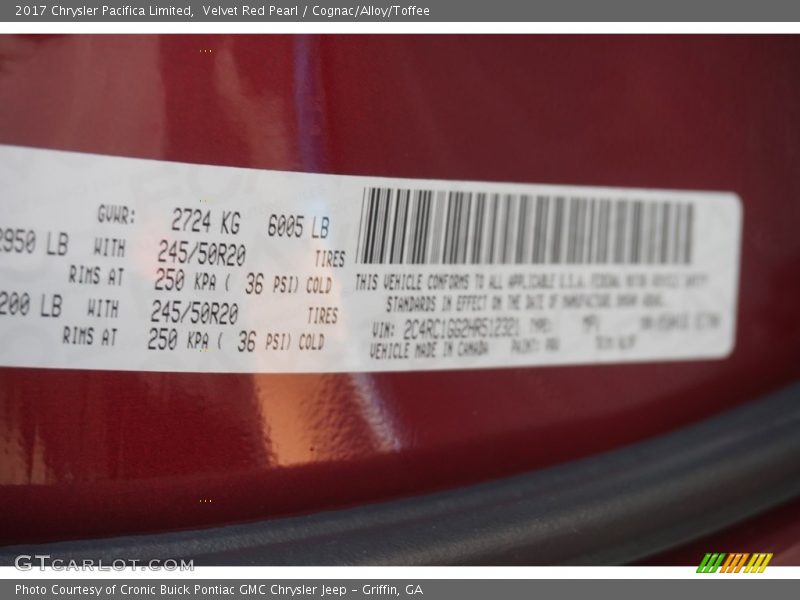 2017 Chrysler Pacifica Limited, Velvet Red Pearl / Cognac/Alloy/Toffee
GVWR: 2724 KG 6005 LB
2950 LB WITH 245/50R20 TIRES
RIMS AT 250 KPA ( 36 PSI) COLD
200 LB WITH 245/50R20 TIRES
RIMS AT 250 KPA ( 36 PSI) COLD
THIS VEHICLE CONFORMS TO ALL APPLICABLE U.S.A. FEDERAL MOTOR VEHICLE SAFETY
STANDARDS IN EFFECT ON THE DATE OF MANUFACTURE SHOWN ABOVE.
VIN: 2C4RC1GG2HR512321
VEHICLE MADE IN CANADA
GTCARLOT.COM
Photo Courtesy of Cronic Buick Pontiac GMC Chrysler Jeep – Griffin, GA